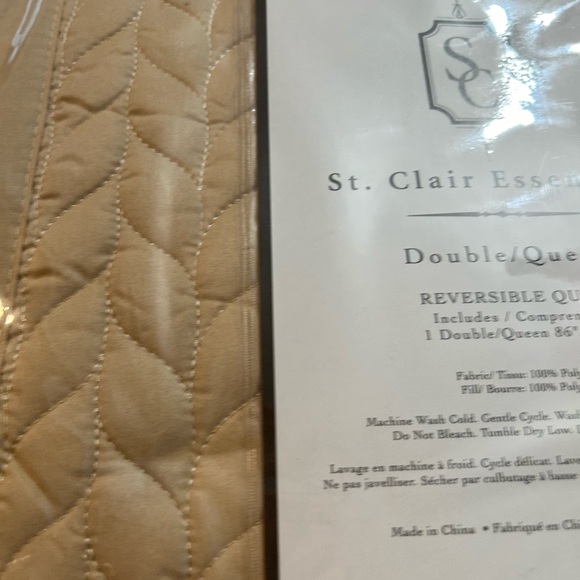 SC
St. Clair Essen
Double/Que
REVERSIBLE QU
Includes / Compren
1 Double/Queen 86"
Fabric/ Tissu: 100% Poly
Fill/ Bourre: 100% Poly
Machine Wash Cold. Gentle Cycle. Wash
Do Not Bleach. Tumble Dry Low.
Lavage en machine à froid. Cycle délicat. Lave
Ne pas javelliser. Sécher par culbutage à basse
Made in China • Fabriqué en Chi